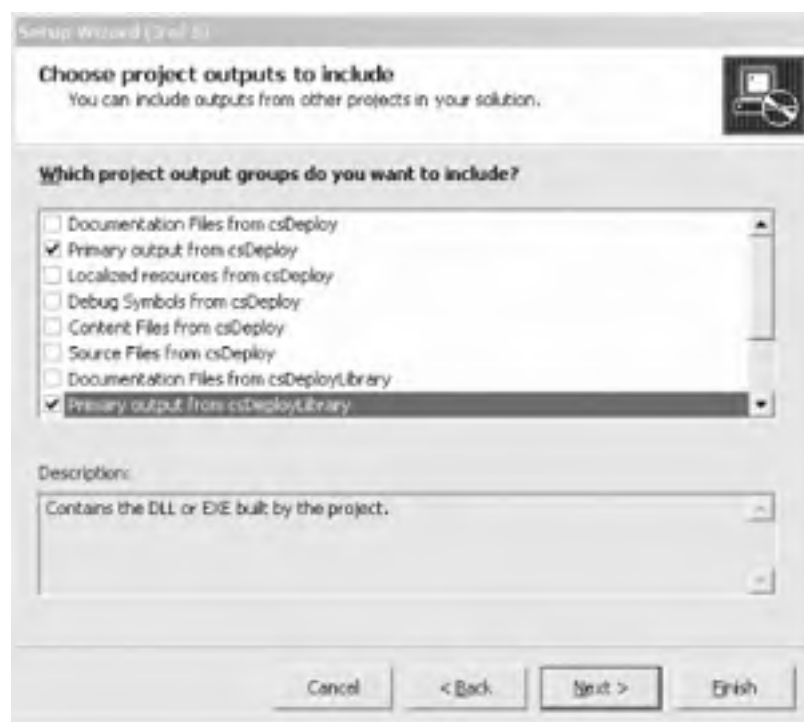 Setup Wizard (3 of 5)
Choose project outputs to include
You can include outputs from other projects in your solution.
Which project output groups do you want to include?
Documentation Files from csDeploy
Primary output from csDeploy
Localized resources from csDeploy
Debug Symbols from csDeploy
Content Files from csDeploy
Source Files from csDeploy
Documentation Files from csDeployLibrary
Primary output from csDeployLibrary
Description:
Contains the DLL or EXE built by the project.
Cancel
< Back
Next >
Finish